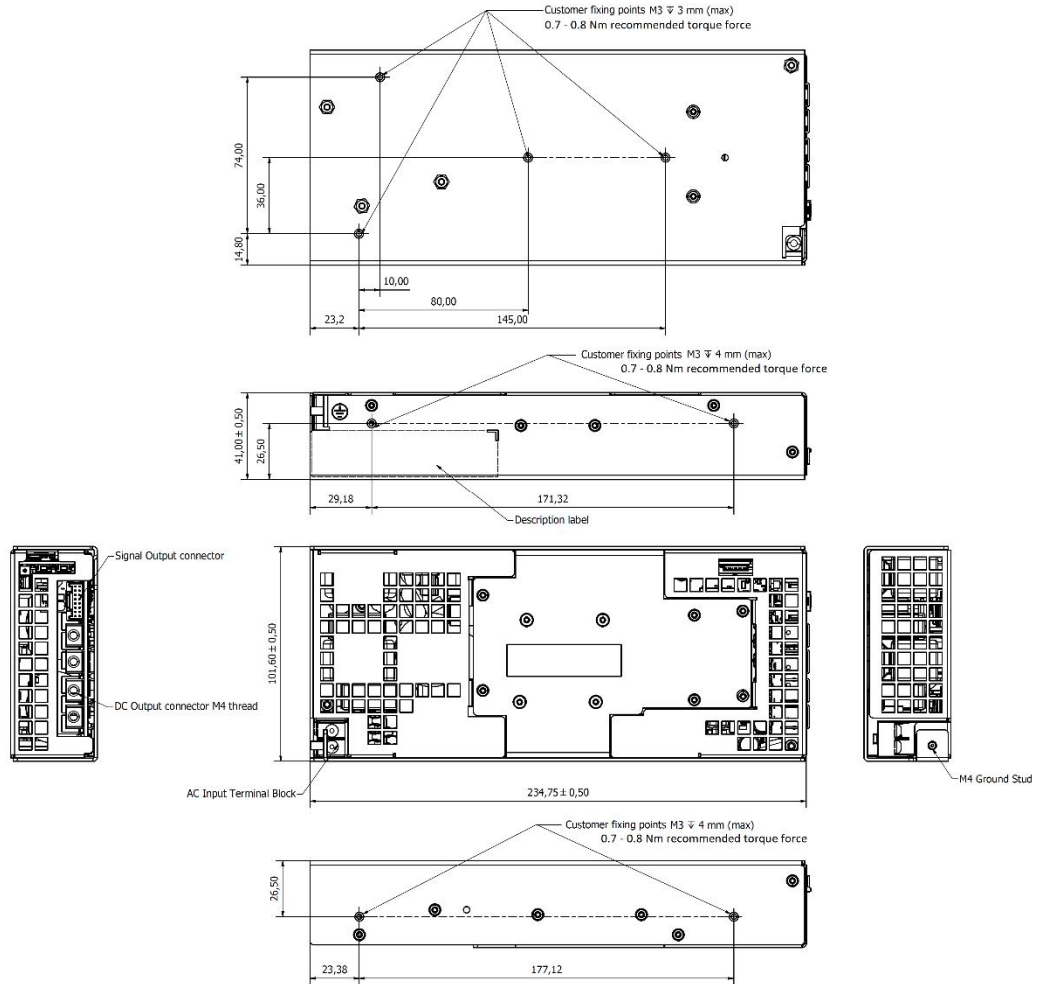 Customer fixing points M3 ↧ 3 mm (max)
0.7 - 0.8 Nm recommended torque force
74,00
36,00
14,80
10,00
80,00
23,2
145,00
Customer fixing points M3 ↧ 4 mm (max)
0.7 - 0.8 Nm recommended torque force
41,00 ± 0,50
26,50
29,18
171,32
Description label
Signal Output connector
101,60 ± 0,50
DC Output connector M4 thread
M4 Ground Stud
AC Input Terminal Block
234,75 ± 0,50
Customer fixing points M3 ↧ 4 mm (max)
0.7 - 0.8 Nm recommended torque force
26,50
23,38
177,12